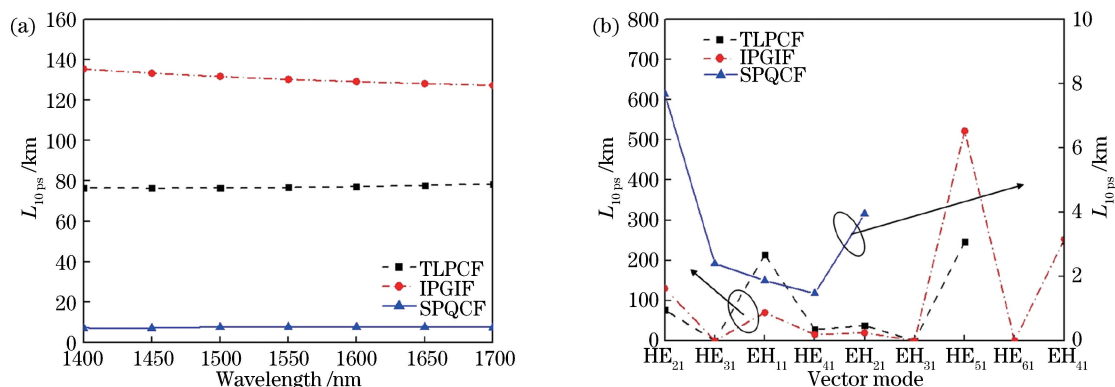 (a)
160
140
120
100
80
60
40
20
0
L10 ps /km
TLPCF
IPGIF
SPQCF
1400 1450 1500 1550 1600 1650 1700
Wavelength /nm
(b)
800
700
600
500
400
300
200
100
0
L10 ps /km
TLPCF
IPGIF
SPQCF
10
8
6
4
2
0
L10 ps /km
HE21 HE31 EH11 HE41 EH21 EH31 HE51 HE61 EH41
Vector mode